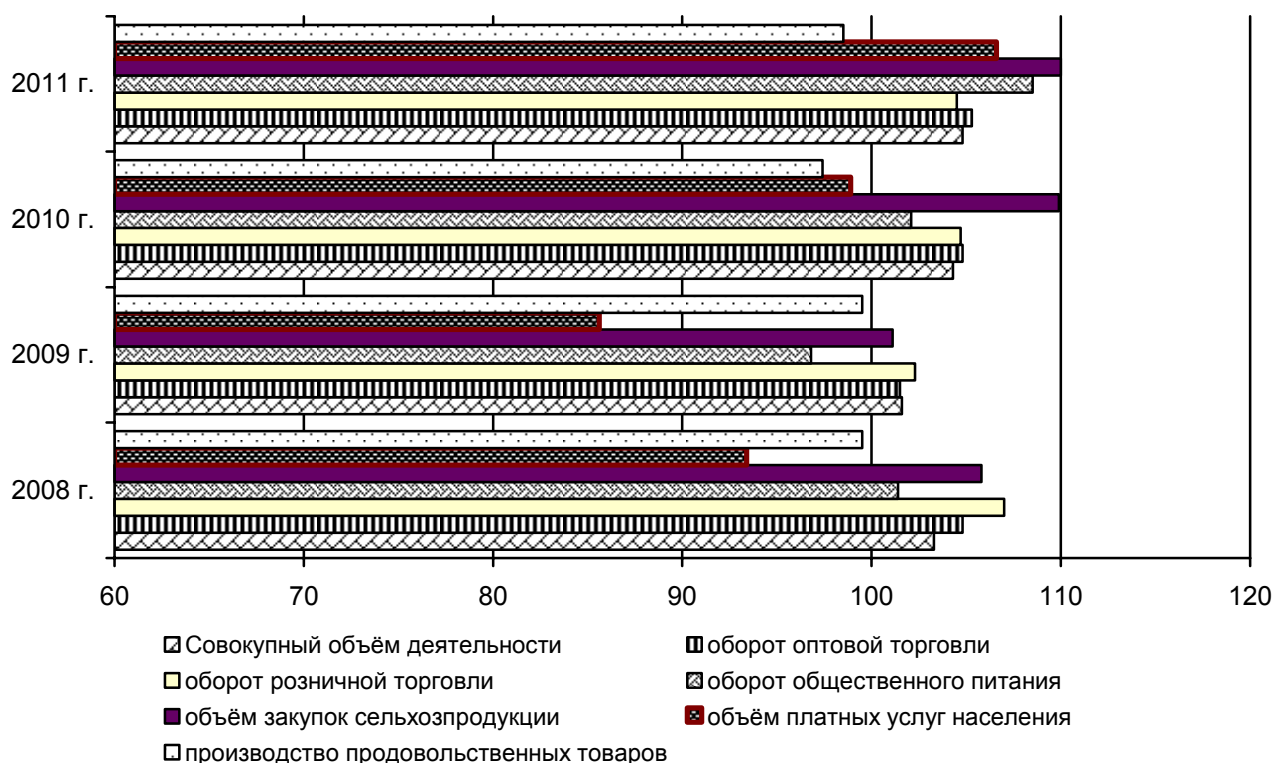 2011 г.
2010 г.
2009 г.
2008 г.
60 70 80 90 100 110 120
Совокупный объём деятельности оборот оптовой торговли
оборот розничной торговли оборот общественного питания
объём закупок сельхозпродукции объём платных услуг населения
производство продовольственных товаров